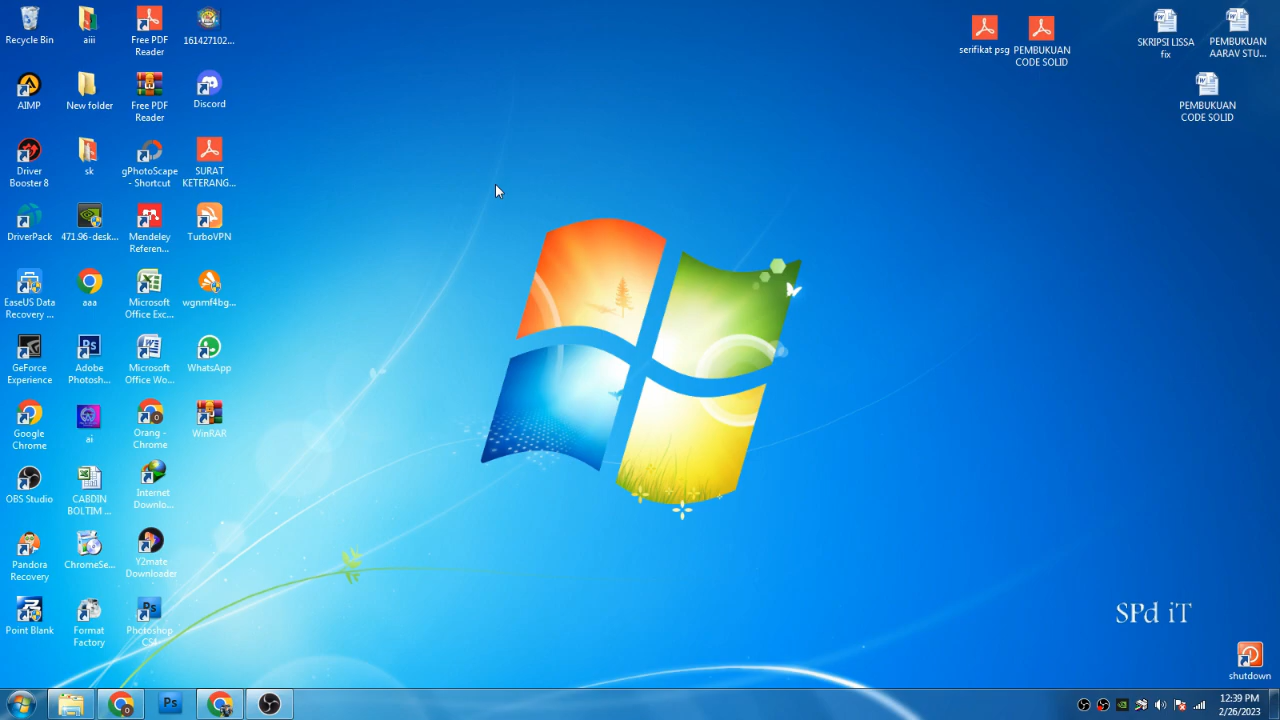 Recycle Bin
aiii
Free PDF
Reader
161427102...
serifikat psg
PEMBUKUAN
CODE SOLID
SKRIPSI LISSA
fix
PEMBUKUAN
AARAV STU...
AIMP
New folder
Free PDF
Reader
Discord
PEMBUKUAN
CODE SOLID
Driver
Booster 8
sk
gPhotoScape
- Shortcut
SURAT
KETERANG...
DriverPack
471.96-desk...
Mendeley
Referen...
TurboVPN
EaseUS Data
Recovery ...
aaa
Microsoft
Office Exc...
wgnmf4bg...
GeForce
Experience
Adobe
Photosh...
Microsoft
Office Wo...
WhatsApp
Google
Chrome
ai
Orang -
Chrome
WinRAR
OBS Studio
CABDIN
BOLTIM ...
Internet
Downlo...
Pandora
Recovery
ChromeSe...
Y2mate
Downloader
Point Blank
Format
Factory
Photoshop
CS4
SPd iT
shutdown
Ps
12:39 PM
2/26/2023